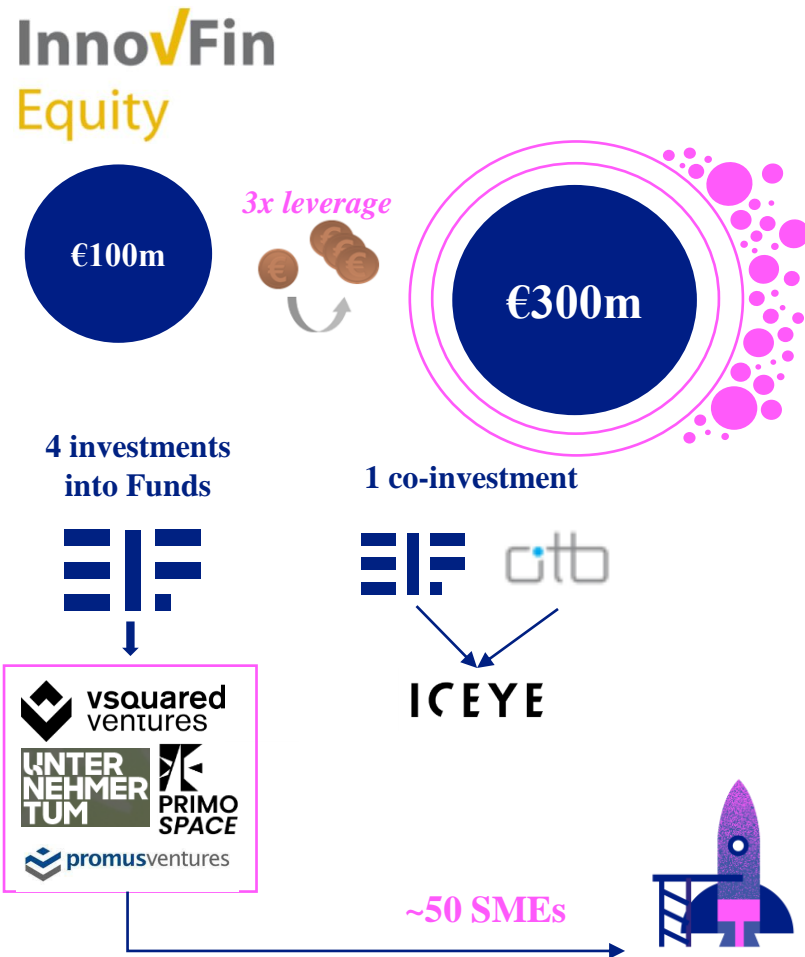 InnovFin
Equity
€100m
3x leverage
€300m
4 investments
into Funds
1 co-investment
EIF
EIF
otb
ICEYE
vsquared
ventures
UNTER
NEHMER
TUM
PRIMO
SPACE
promusventures
~50 SMEs